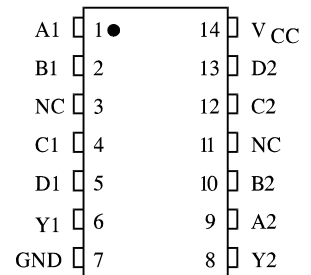 A1 1 14 V CC
B1 2 13 D2
NC 3 12 C2
C1 4 11 NC
D1 5 10 B2
Y1 6 9 A2
GND 7 8 Y2